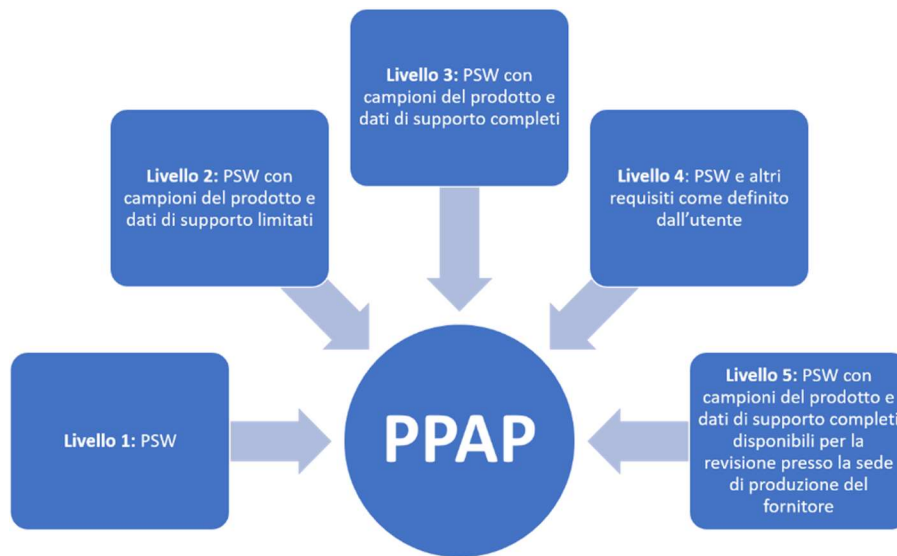 Livello 3: PSW con
campioni del prodotto e
dati di supporto completi
Livello 2: PSW con
campioni del prodotto e
dati di supporto limitati
Livello 4: PSW e altri
requisiti come definito
dall'utente
Livello 1: PSW
PPAP
Livello 5: PSW con
campioni del prodotto e
dati di supporto completi
disponibili per la
revisione presso la sede
di produzione del
fornitore